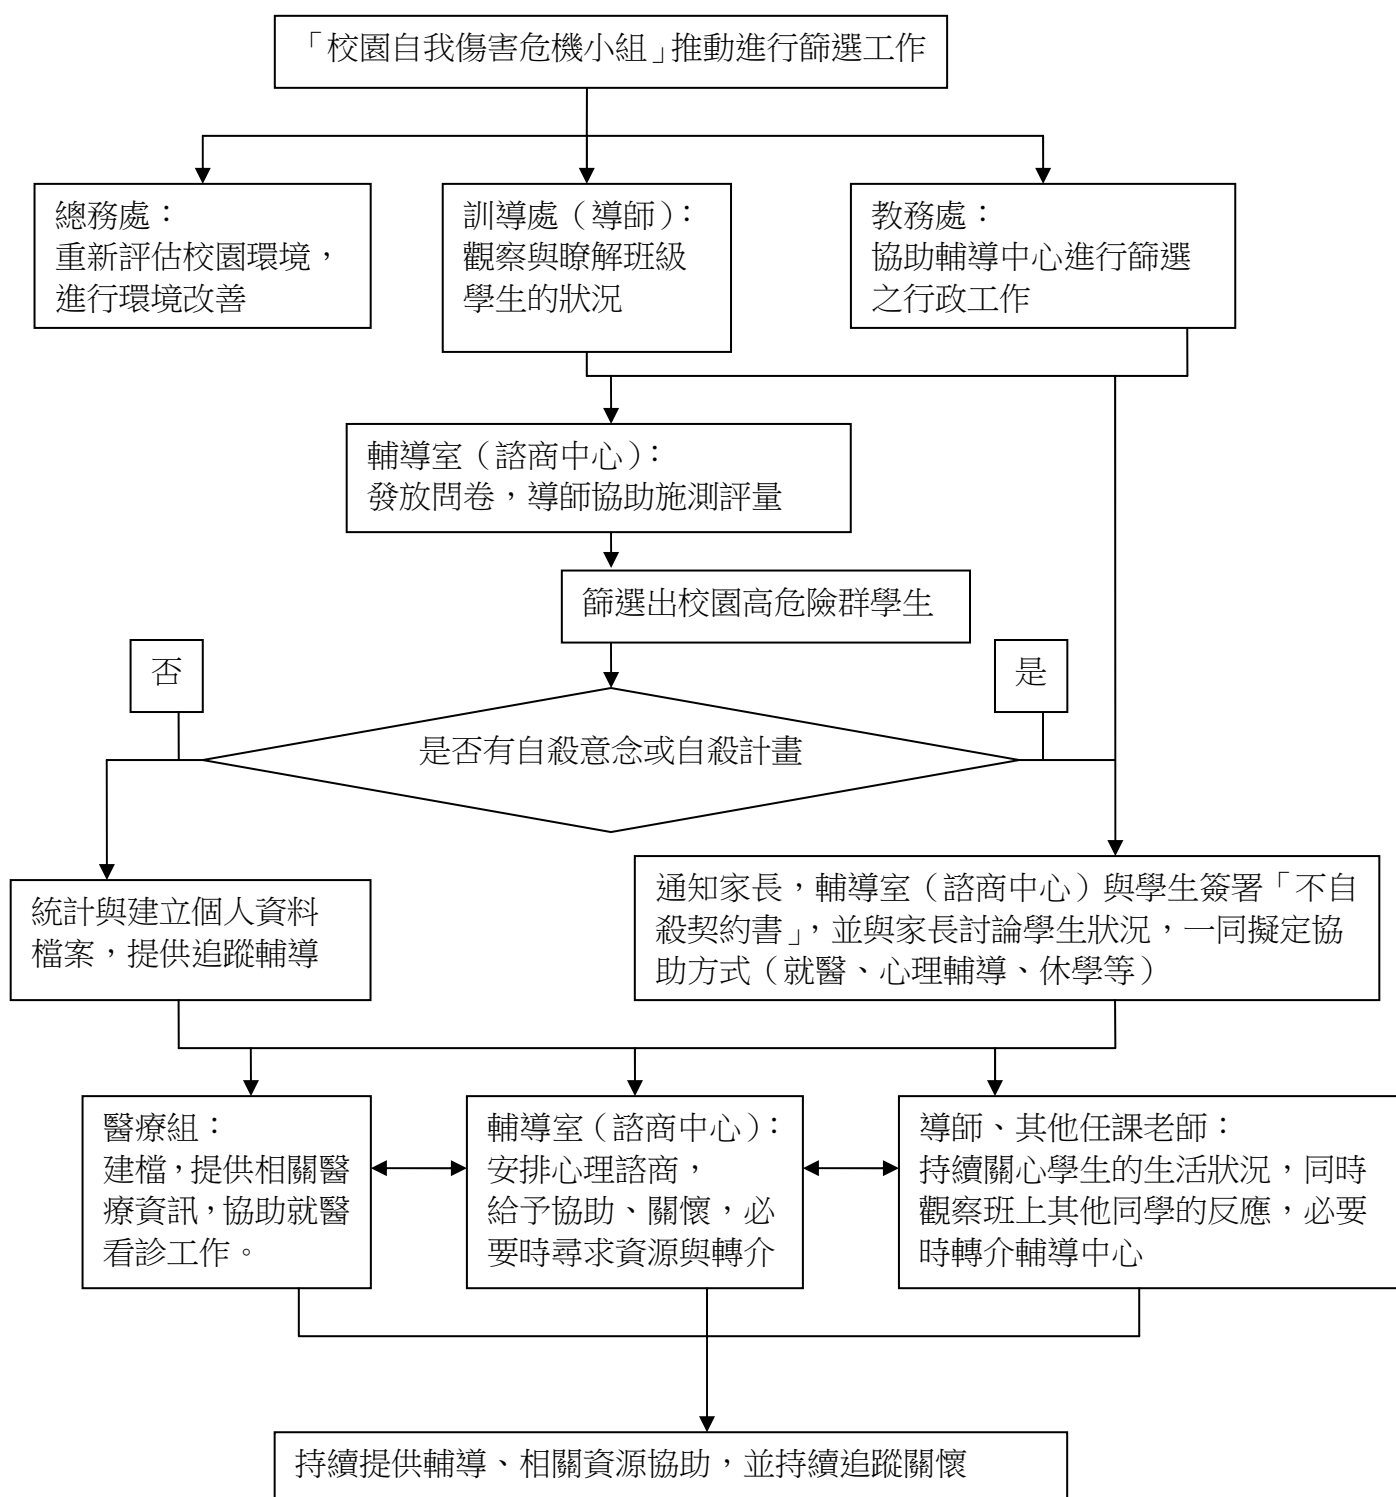 「校園自我傷害危機小組」推動進行篩選工作
總務處：
重新評估校園環境，
進行環境改善
訓導處（導師）：
觀察與瞭解班級
學生的狀況
教務處：
協助輔導中心進行篩選
之行政工作
輔導室（諮商中心）：
發放問卷，導師協助施測評量
篩選出校園高危險群學生
否
是
是否有自殺意念或自殺計畫
統計與建立個人資料
檔案，提供追蹤輔導
通知家長，輔導室（諮商中心）與學生簽署「不自
殺契約書」，並與家長討論學生狀況，一同擬定協
助方式（就醫、心理輔導、休學等）
醫療組：
建檔，提供相關醫
療資訊，協助就醫
看診工作。
輔導室（諮商中心）：
安排心理諮商，
給予協助、關懷，必
要時尋求資源與轉介
導師、其他任課老師：
持續關心學生的生活狀況，同時
觀察班上其他同學的反應，必要
時轉介輔導中心
持續提供輔導、相關資源協助，並持續追蹤關懷